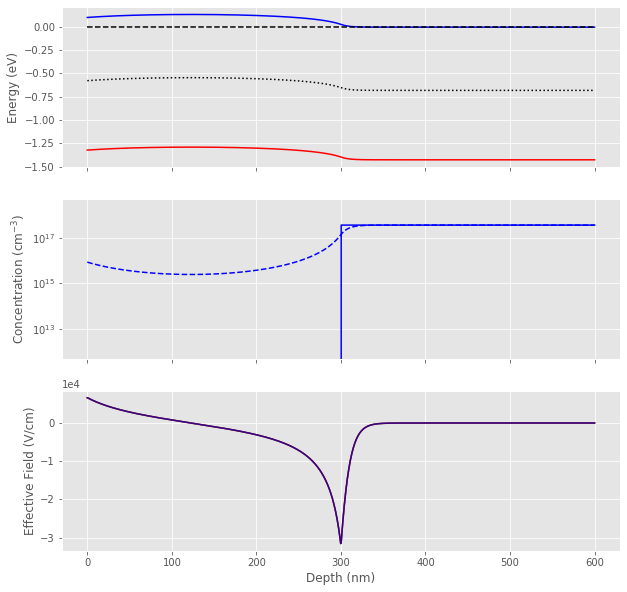 Energy (eV)
0.00
−0.25
−0.50
−0.75
−1.00
−1.25
−1.50
Concentration (cm⁻³)
10¹⁷
10¹⁵
10¹³
1e4
Effective Field (V/cm)
0
−1
−2
−3
0 100 200 300 400 500 600
Depth (nm)